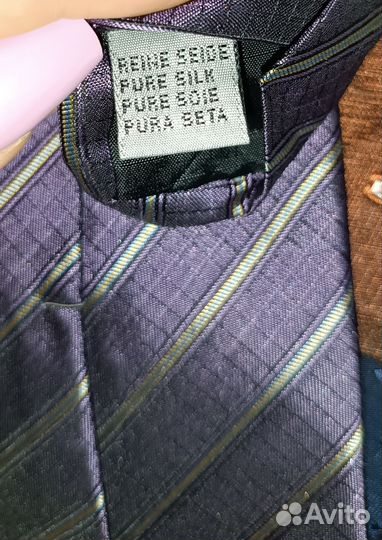 REINE SEIDE
PURE SILK
PURE SOIE
PURA SETA
Avito